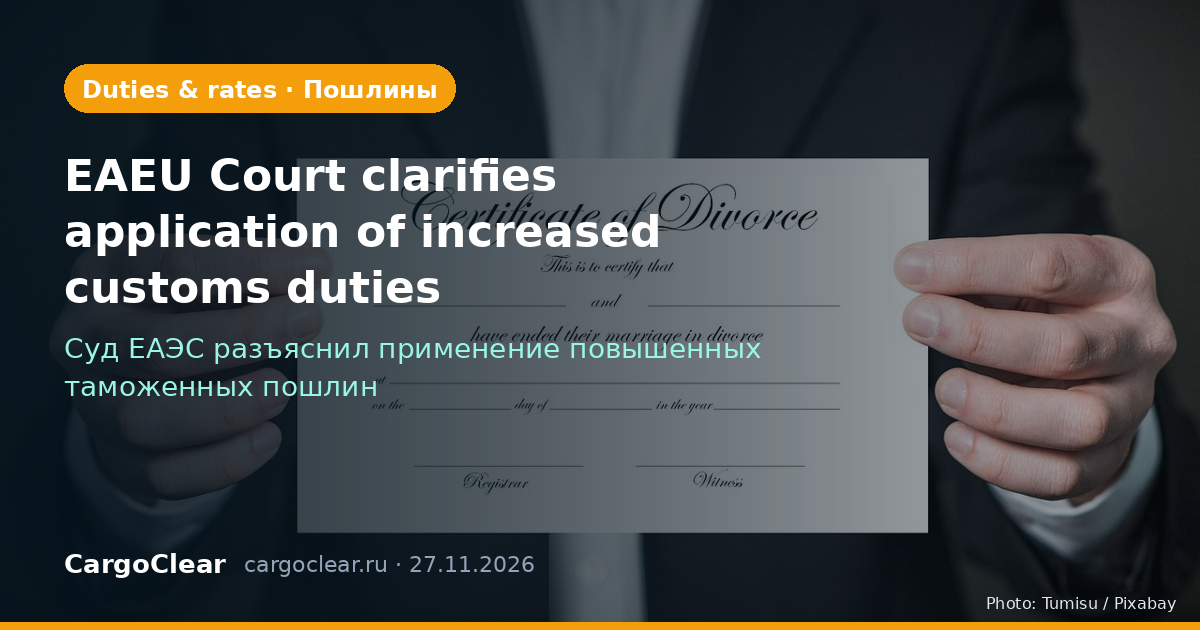 Duties & rates · Пошлины
EAEU Court clarifies
application of increased
customs duties
Суд ЕАЭС разъяснил применение повышенных
таможенных пошлин
Certificate of Divorce
This is to certify that
and
have ended their marriage in divorce
on the day of in the year
Registrar Witness
CargoClear cargoclear.ru · 27.11.2026
Photo: Tumisu / Pixabay